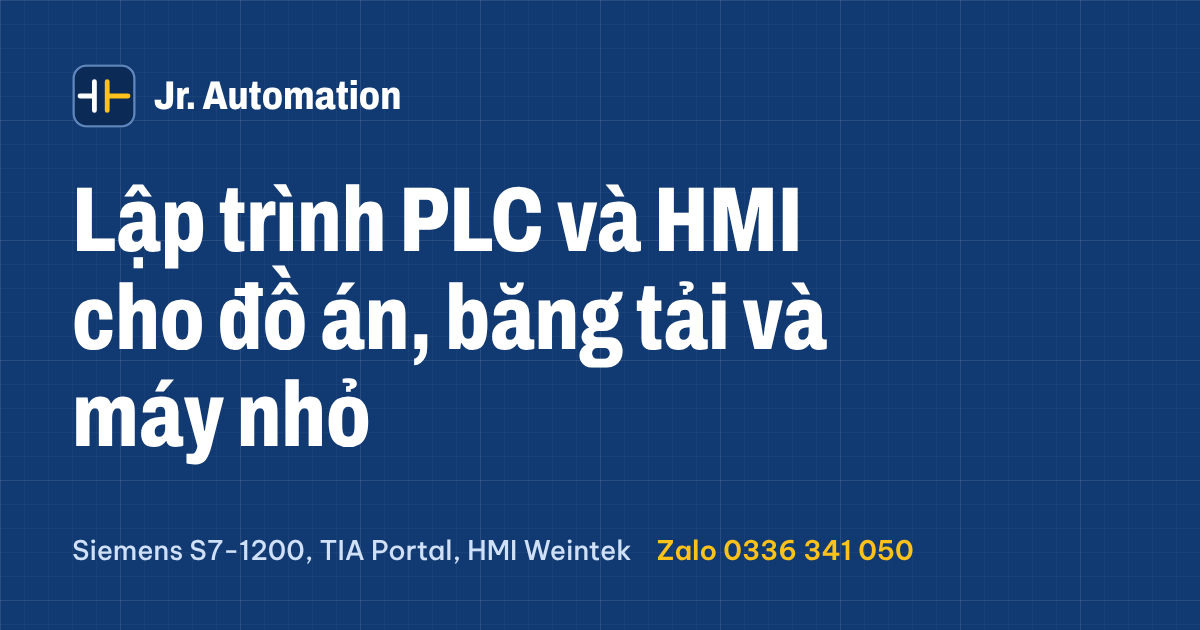 Jr. Automation
Lập trình PLC và HMI
cho đồ án, băng tải và
máy nhỏ
Siemens S7-1200, TIA Portal, HMI Weintek Zalo 0336 341 050